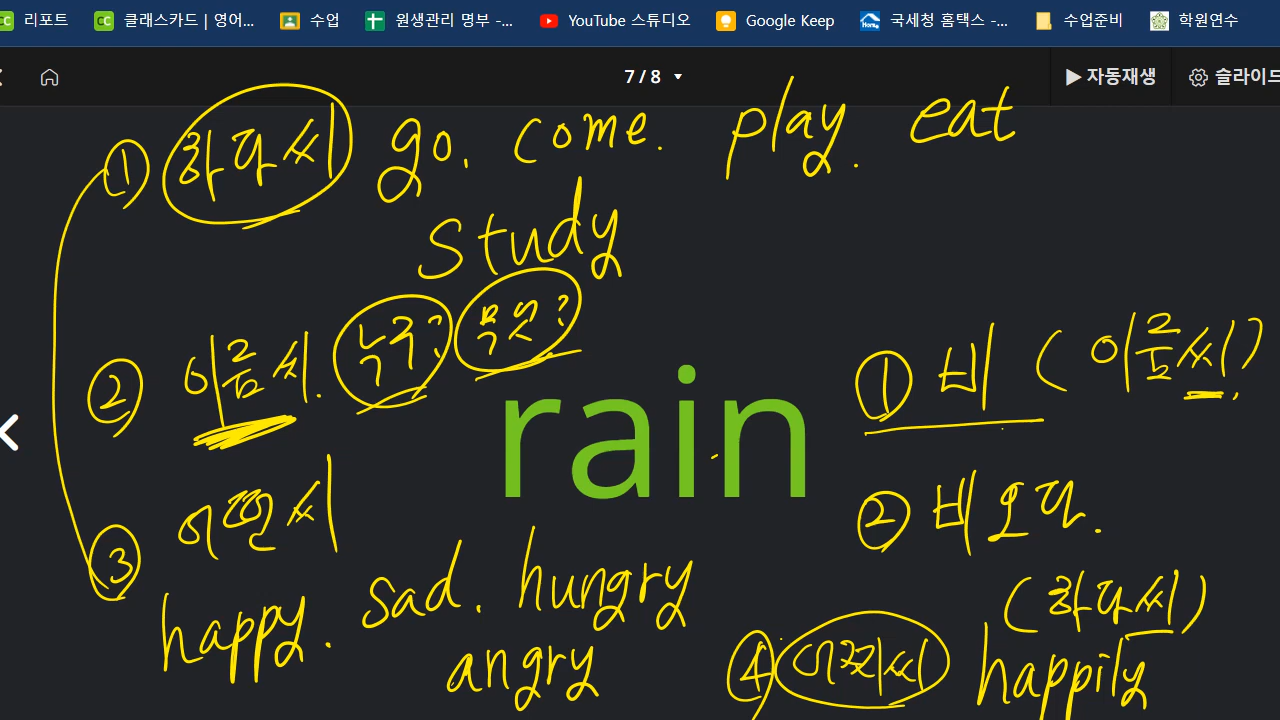 리포트 클래스카드 | 영어... 수업 원생관리 명부 -... YouTube 스튜디오 Google Keep 국세청 홈택스 -... 수업준비 학원연수
7 / 8 자동재생 슬라이드
① 하다씨 go. come. play. eat
study
② 이름씨. 누구? 무엇?
rain
① 비 (이름씨)
② 비오다.
(하다씨)
③ 어떤씨
happy. sad. hungry
angry
④ 어찌씨 happily